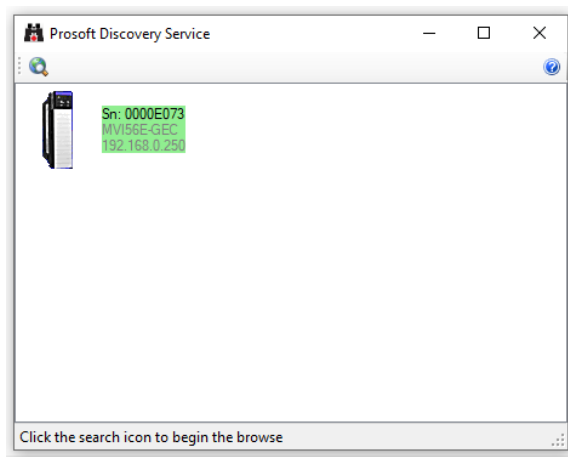 Prosoft Discovery Service
Sn: 0000E073
MVI56E-GEC
192.168.0.250
Click the search icon to begin the browse